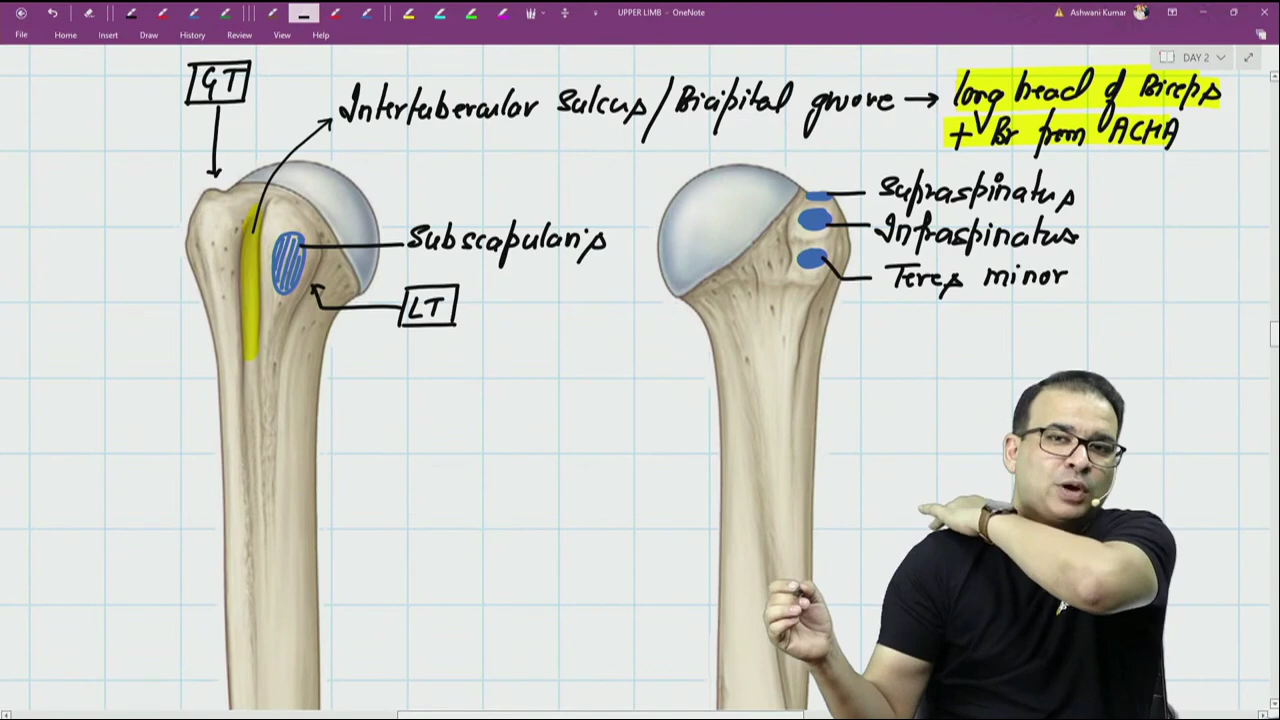 UPPER LIMB – OneNote
Ashwani Kumar
File Home Insert Draw History Review View Help
DAY 2
GT
Intertubercular Sulcus/Bicipital groove → long head of Biceps
+ Br from ACHA
Supraspinatus
Subscapularis
Infraspinatus
Teres minor
LT